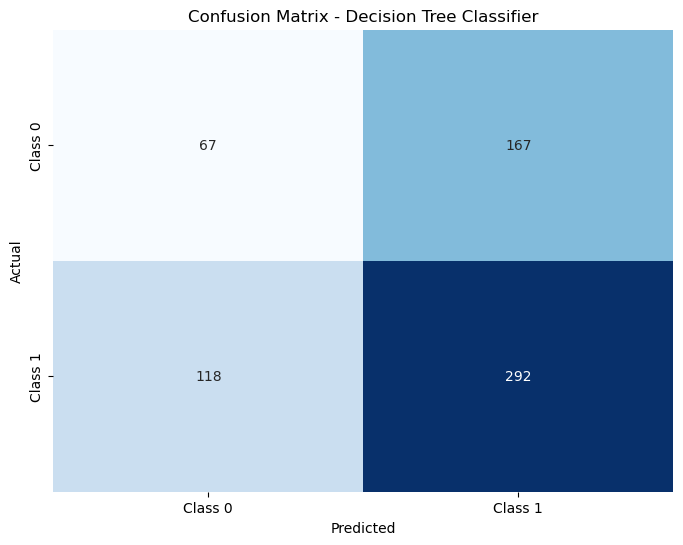 Confusion Matrix - Decision Tree Classifier
Actual
Class 0
67
167
Class 1
118
292
Class 0
Class 1
Predicted